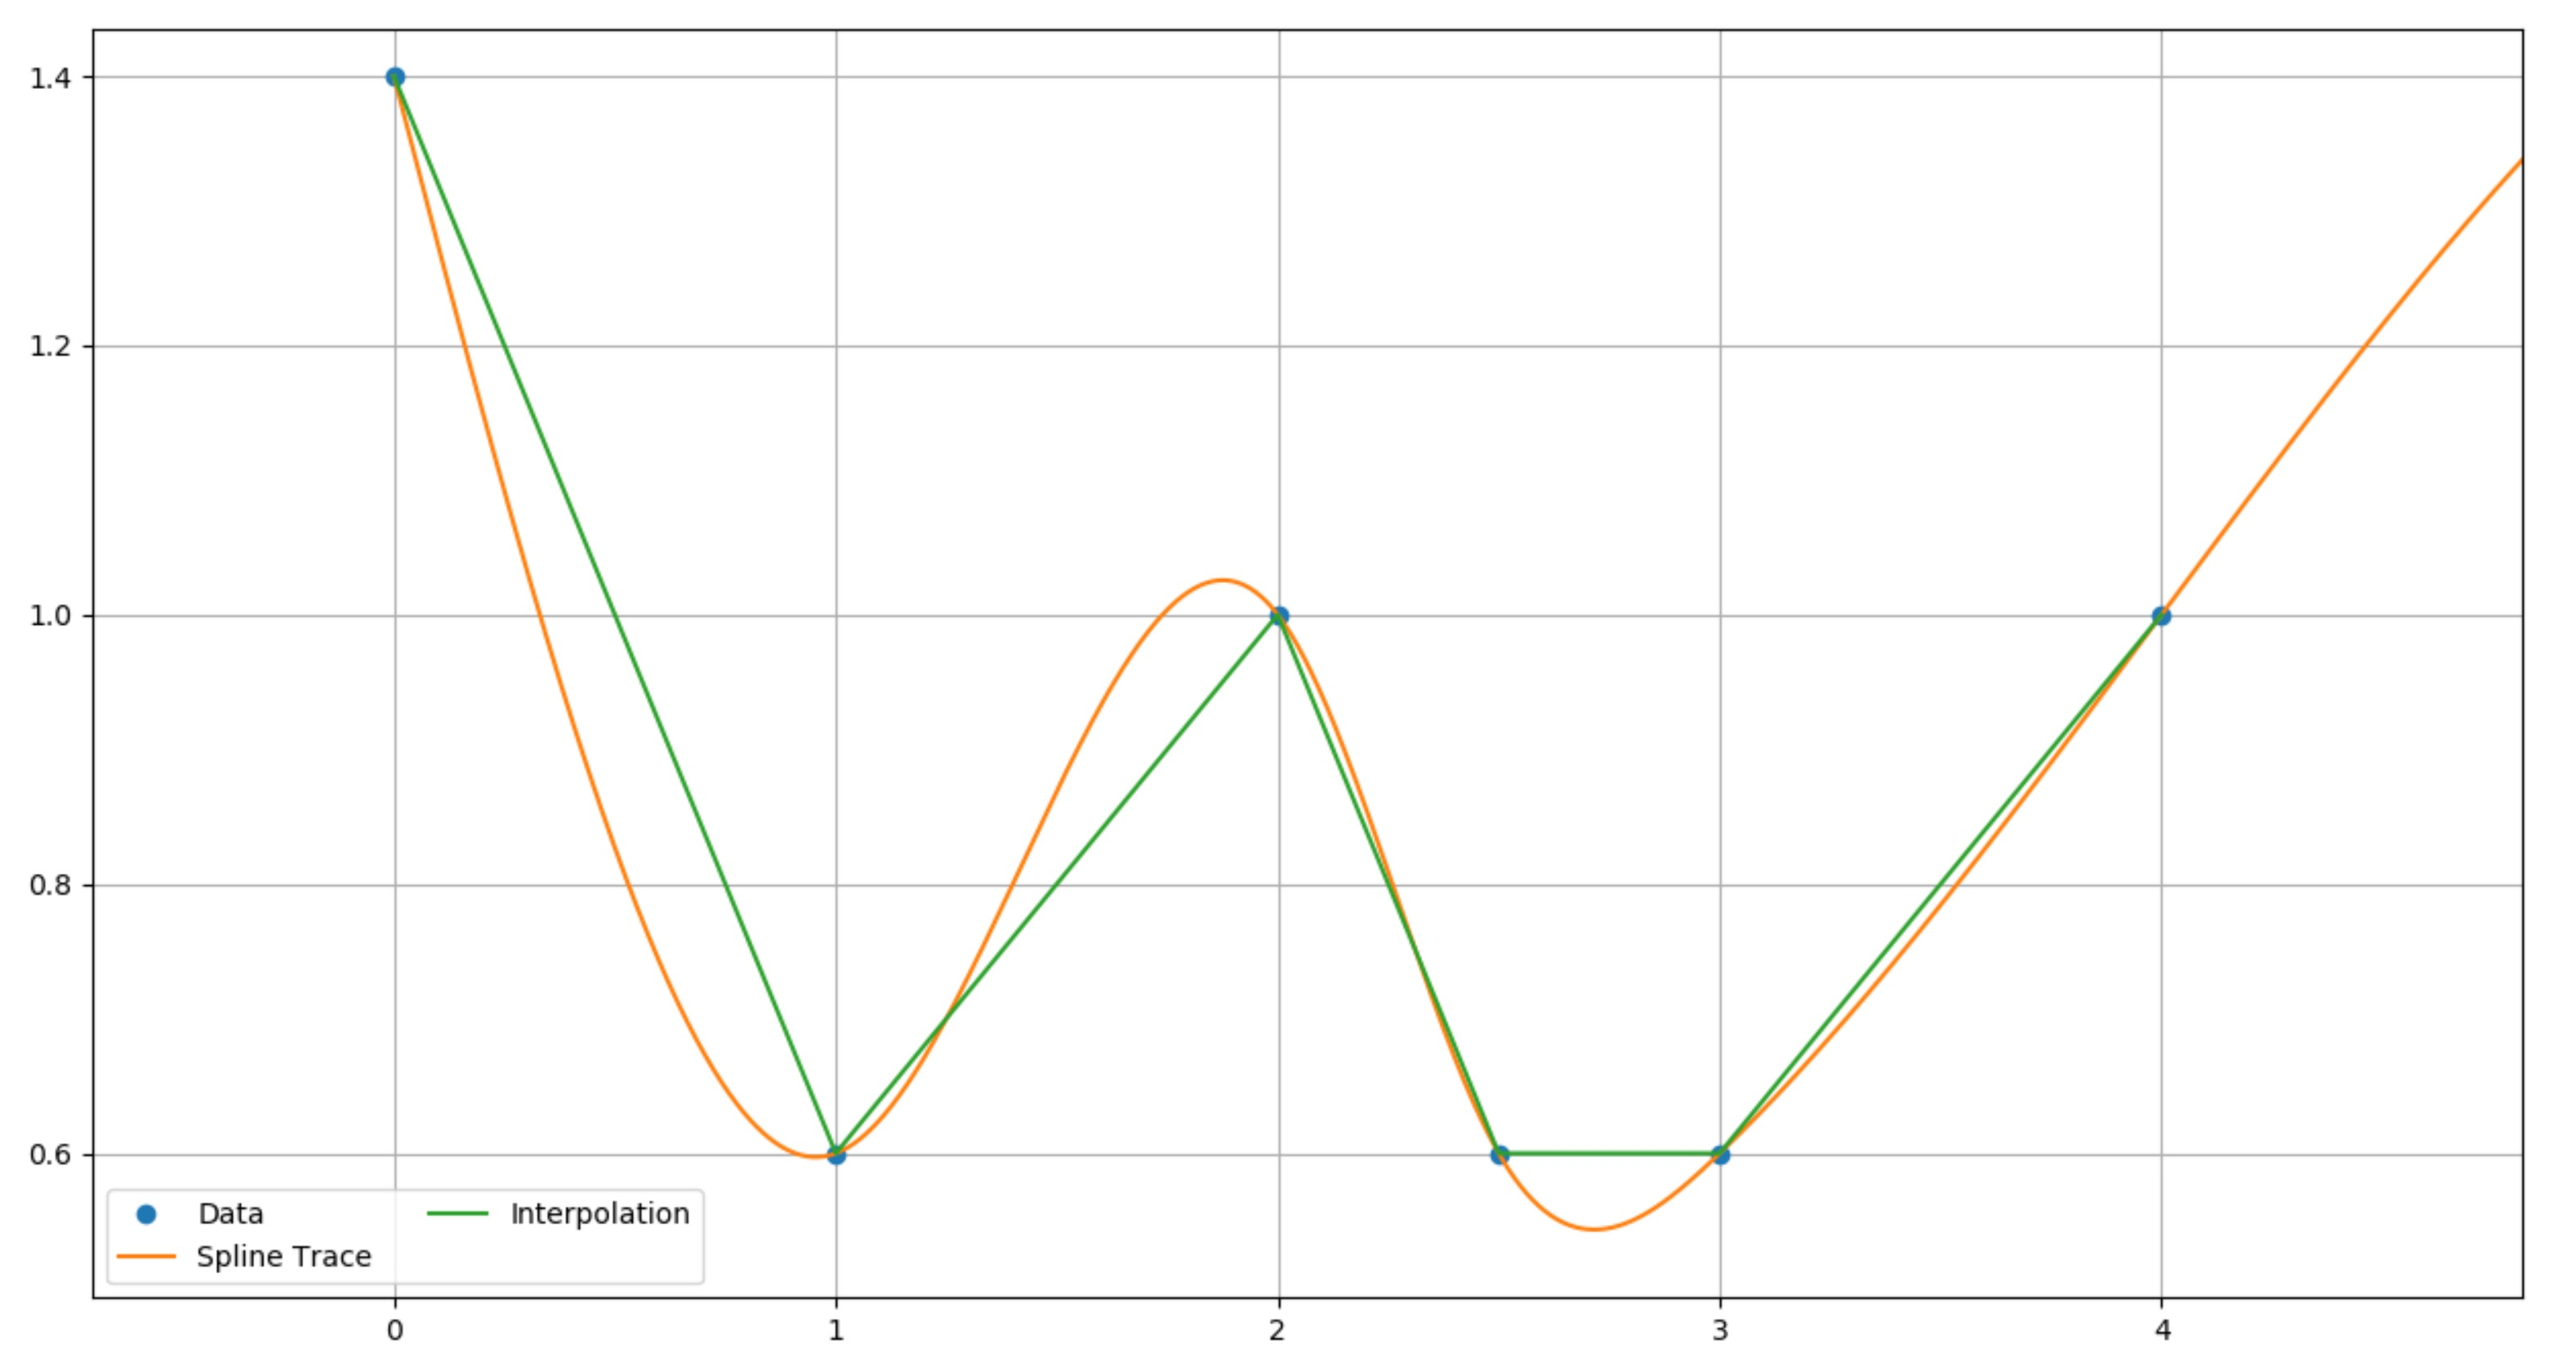 1.4
1.2
1.0
0.8
0.6
Data
Interpolation
Spline Trace
0 1 2 3 4